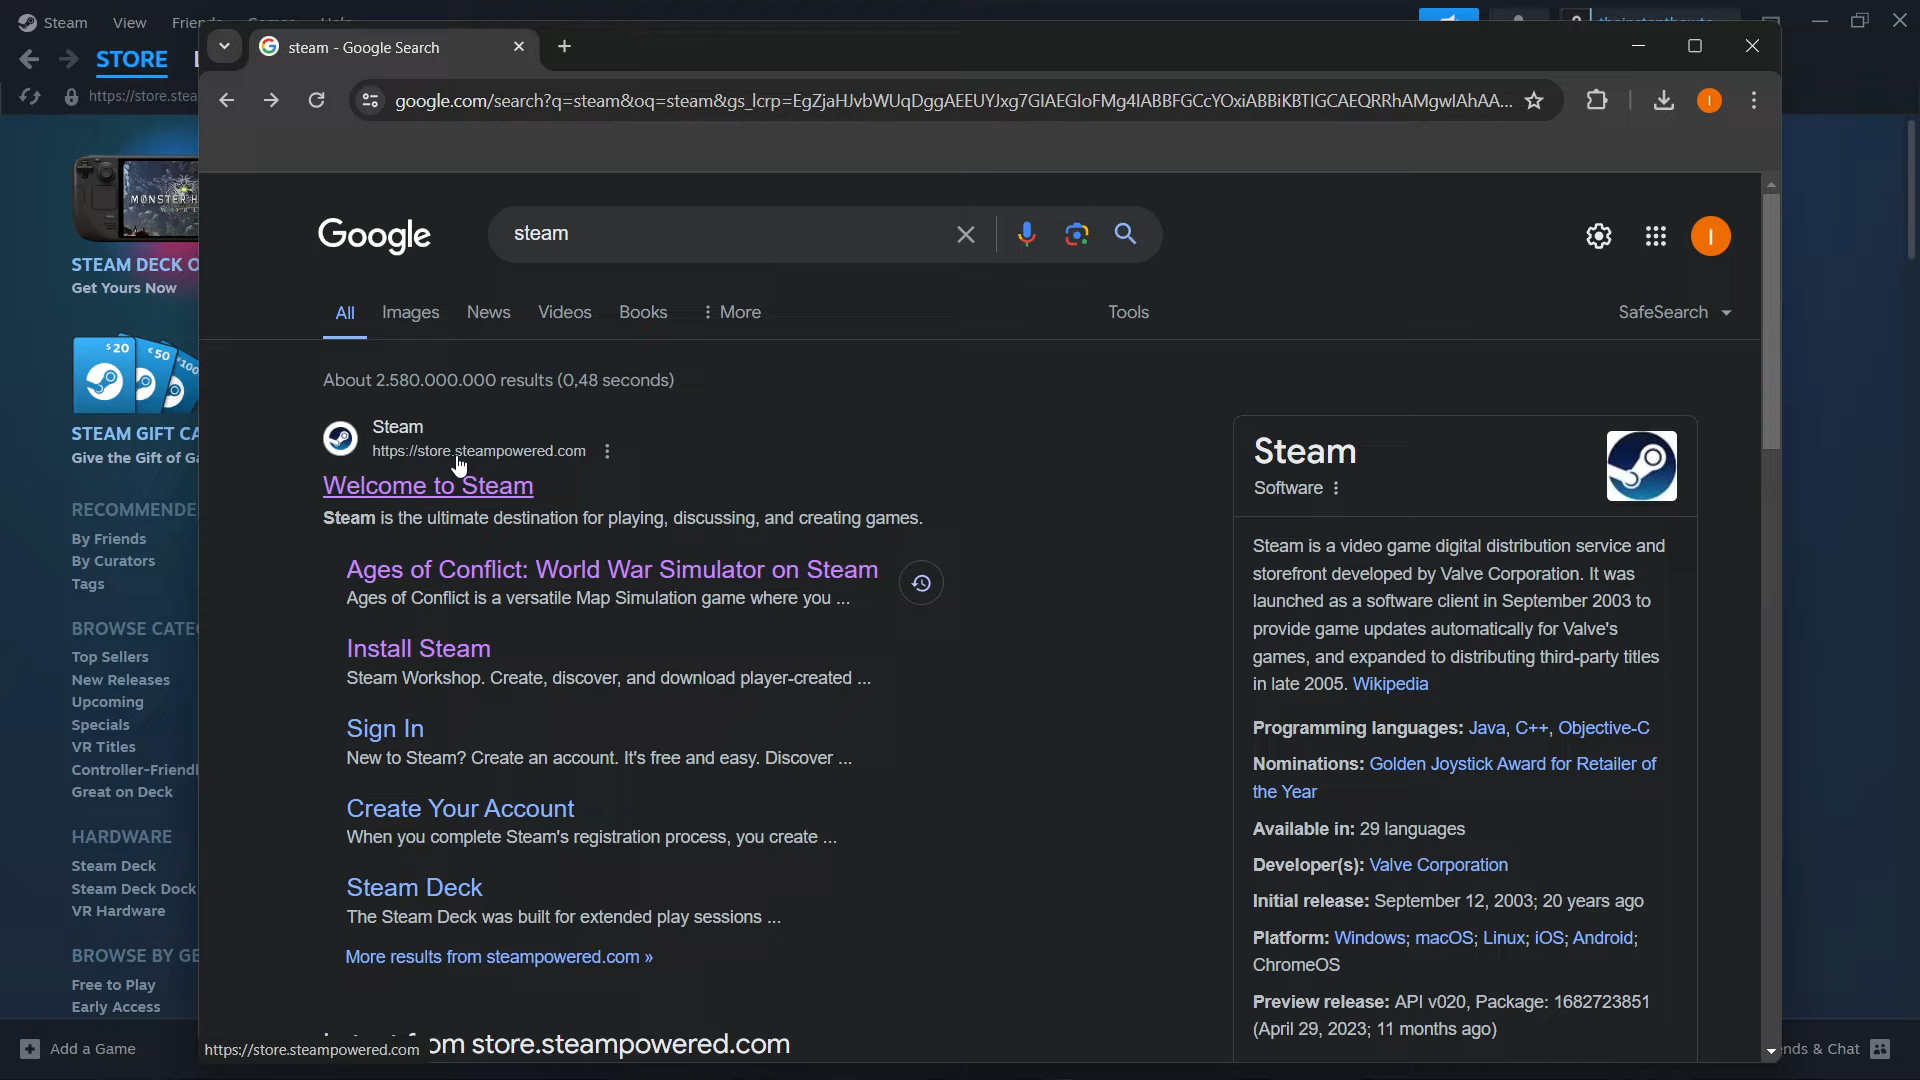 Steam View
STORE
https://store.stea
steam - Google Search
google.com/search?q=steam&oq=steam&gs_lcrp=EgZjaHJvbWUqDggAEEUYJxg7GIAEGIoFMg4IABBFGCcYOxiABBiKBTIGCAEQRRhAMgwIAhAA...
MONSTER H
STEAM DECK O
Get Yours Now
$20 €50 ¥100
STEAM GIFT CA
Give the Gift of Ga
RECOMMENDE
By Friends
By Curators
Tags
BROWSE CATE
Top Sellers
New Releases
Upcoming
Specials
VR Titles
Controller-Friendl
Great on Deck
HARDWARE
Steam Deck
Steam Deck Dock
VR Hardware
BROWSE BY GE
Free to Play
Early Access
Add a Game
Google
steam
All Images News Videos Books More Tools SafeSearch
About 2.580.000.000 results (0,48 seconds)
Steam
https://store.steampowered.com
Welcome to Steam
Steam is the ultimate destination for playing, discussing, and creating games.
Ages of Conflict: World War Simulator on Steam
Ages of Conflict is a versatile Map Simulation game where you ...
Install Steam
Steam Workshop. Create, discover, and download player-created ...
Sign In
New to Steam? Create an account. It's free and easy. Discover ...
Create Your Account
When you complete Steam's registration process, you create ...
Steam Deck
The Steam Deck was built for extended play sessions ...
More results from steampowered.com »
om store.steampowered.com
https://store.steampowered.com
Steam
Software
Steam is a video game digital distribution service and
storefront developed by Valve Corporation. It was
launched as a software client in September 2003 to
provide game updates automatically for Valve's
games, and expanded to distributing third-party titles
in late 2005. Wikipedia
Programming languages: Java, C++, Objective-C
Nominations: Golden Joystick Award for Retailer of
the Year
Available in: 29 languages
Developer(s): Valve Corporation
Initial release: September 12, 2003; 20 years ago
Platform: Windows; macOS; Linux; iOS; Android;
ChromeOS
Preview release: API v020, Package: 1682723851
(April 29, 2023; 11 months ago)
nds & Chat